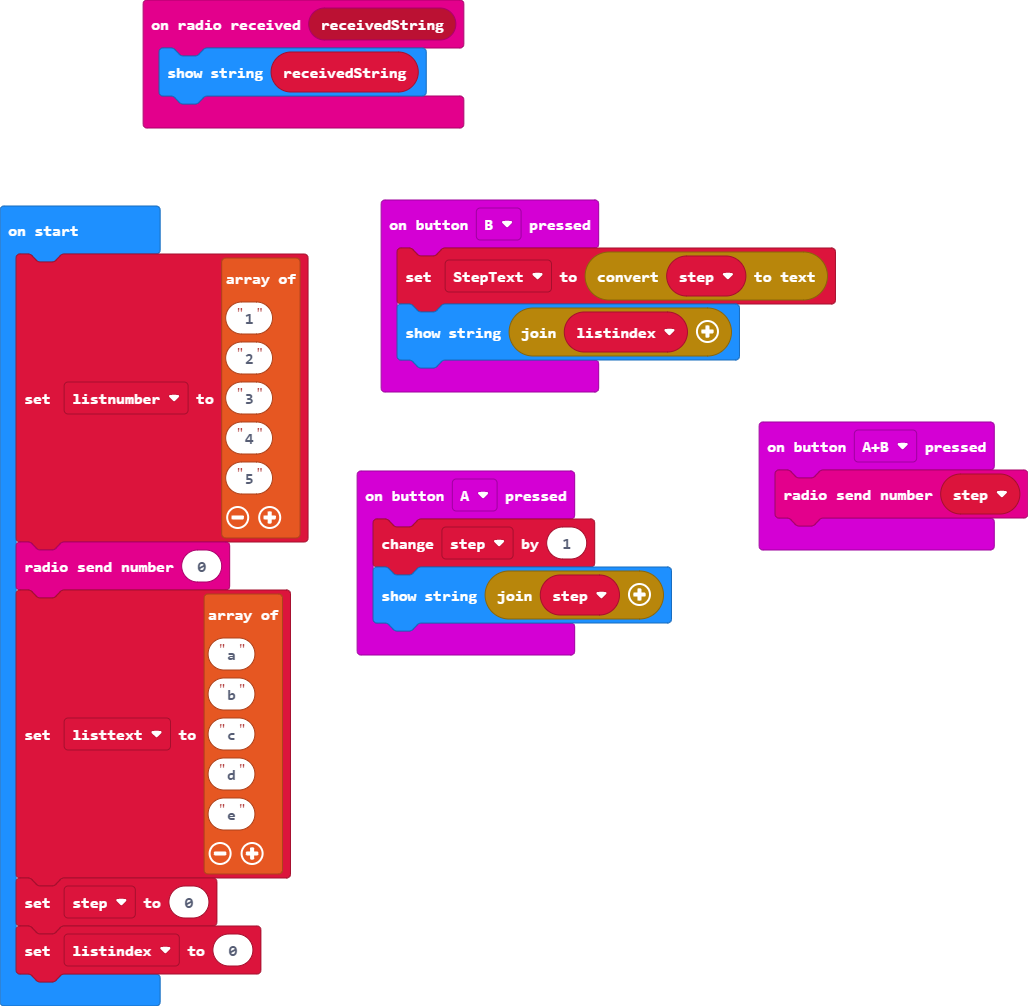 on radio received receivedString
show string receivedString
on start
set listnumber to array of
"1"
"2"
"3"
"4"
"5"
radio send number 0
set listtext to array of
"a"
"b"
"c"
"d"
"e"
set step to 0
set listindex to 0
on button B pressed
set StepText to convert step to text
show string join listindex
on button A pressed
change step by 1
show string join step
on button A+B pressed
radio send number step